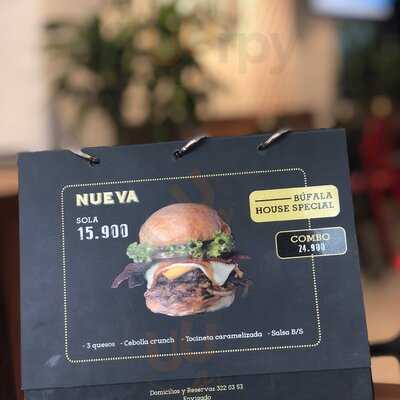 NUEVA
SOLA
15.900
BÚFALA
HOUSE SPECIAL
COMBO
24.900
- 3 quesos - Cebolla crunch - Tocineta caramelizada - Salsa B/S
Domicilios y Reservas 322 03 53
Envigado